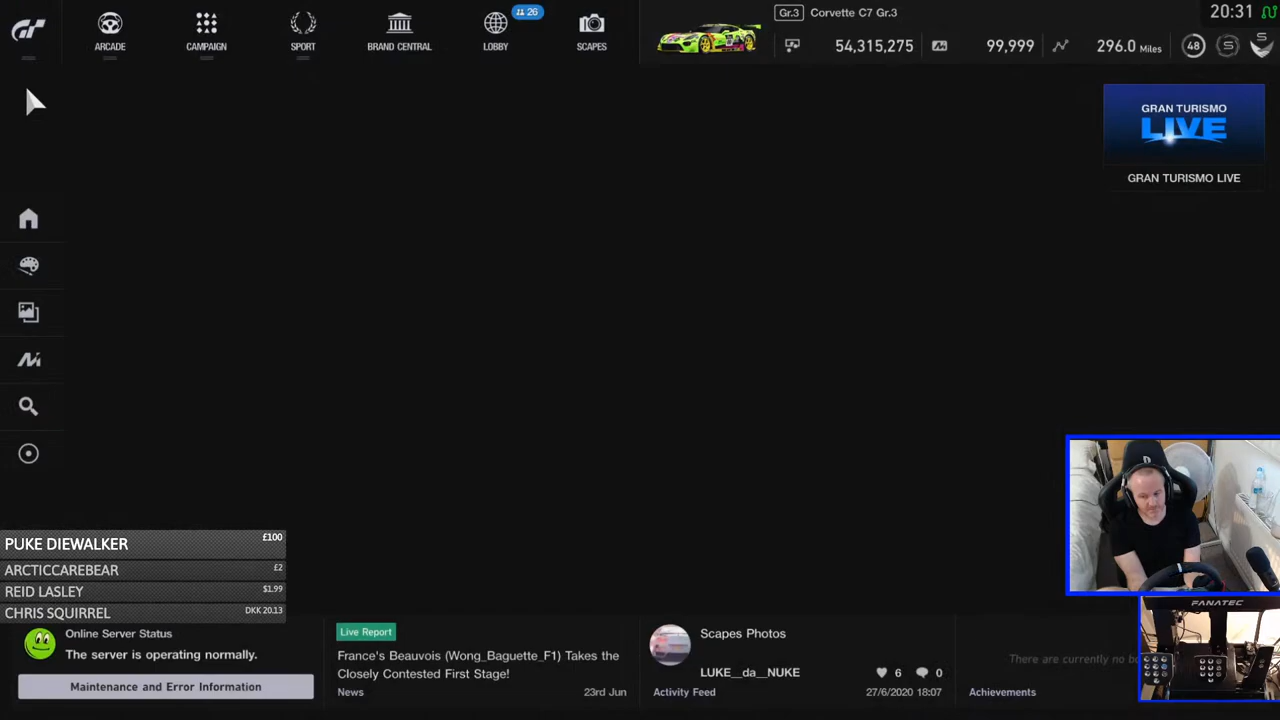 ARCADE
CAMPAIGN
SPORT
BRAND CENTRAL
26
LOBBY
SCAPES
Gr.3 Corvette C7 Gr.3
20:31
54,315,275
99,999
296.0 Miles
48
S
S
GRAN TURISMO
LIVE
GRAN TURISMO LIVE
PUKE DIEWALKER £100
ARCTICCAREBEAR £2
REID LASLEY $1.99
CHRIS SQUIRREL DKK 20.13
Online Server Status
The server is operating normally.
Maintenance and Error Information
Live Report
France's Beauvois (Wong_Baguette_F1) Takes the
Closely Contested First Stage!
News 23rd Jun
Scapes Photos
LUKE__da__NUKE 6 0
Activity Feed 27/6/2020 18:07
There are currently no
Achievements
FANATEC